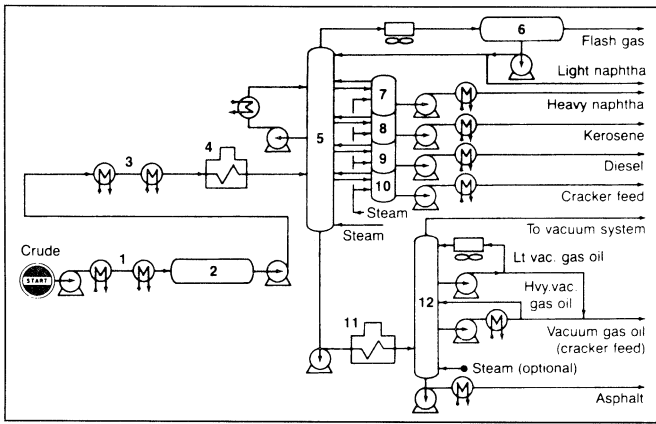 6
Flash gas
Light naphtha
7
Heavy naphtha
4
5
8
Kerosene
3
9
Diesel
10
Cracker feed
Steam
Steam
To vacuum system
Crude
1
START
2
Lt vac. gas oil
12
Hvy.vac.
gas oil
11
Vacuum gas oil
(cracker feed)
Steam (optional)
Asphalt